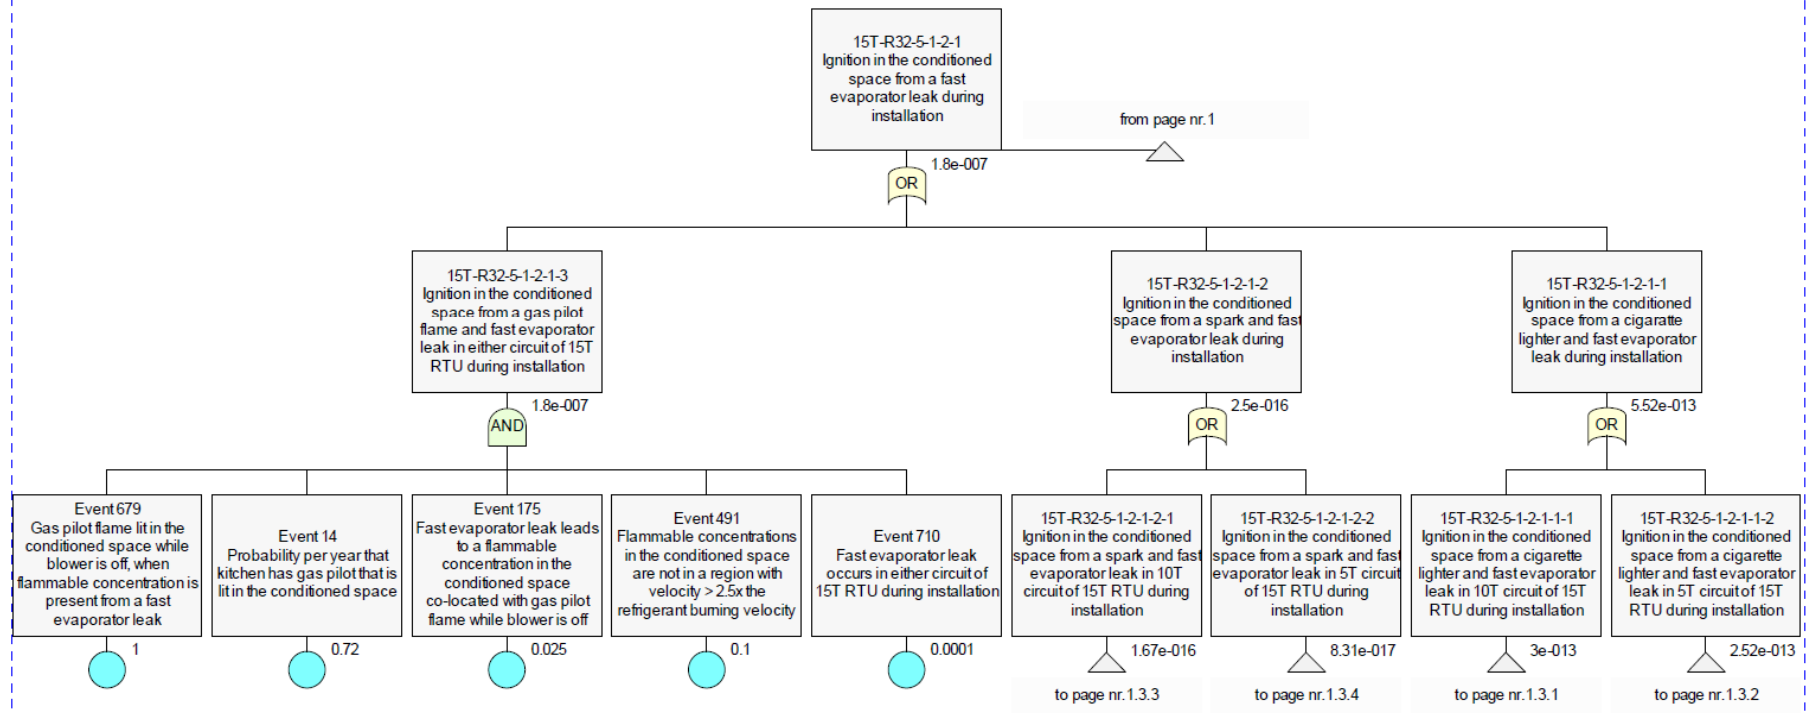 15T-R32-5-1-2-1
Ignition in the conditioned
space from a fast
evaporator leak during
installation
from page nr.1
1.8e-007
OR
15T-R32-5-1-2-1-3
Ignition in the conditioned
space from a gas pilot
flame and fast evaporator
leak in either circuit of 15T
RTU during installation
1.8e-007
AND
15T-R32-5-1-2-1-2
Ignition in the conditioned
space from a spark and fast
evaporator leak during
installation
2.5e-016
OR
15T-R32-5-1-2-1-1
Ignition in the conditioned
space from a cigaratte
lighter and fast evaporator
leak during installation
5.52e-013
OR
Event 679
Gas pilot flame lit in the
conditioned space while
blower is off, when
flammable concentration is
present from a fast
evaporator leak
1
Event 14
Probability per year that
kitchen has gas pilot that is
lit in the conditioned space
0.72
Event 175
Fast evaporator leak leads
to a flammable
concentration in the
conditioned space
co-located with gas pilot
flame while blower is off
0.025
Event 491
Flammable concentrations
in the conditioned space
are not in a region with
velocity > 2.5x the
refrigerant burning velocity
0.1
Event 710
Fast evaporator leak
occurs in either circuit of
15T RTU during installation
0.0001
15T-R32-5-1-2-1-2-1
Ignition in the conditioned
space from a spark and fast
evaporator leak in 10T
circuit of 15T RTU during
installation
1.67e-016
to page nr.1.3.3
15T-R32-5-1-2-1-2-2
Ignition in the conditioned
space from a spark and fast
evaporator leak in 5T circuit
of 15T RTU during
installation
8.31e-017
to page nr.1.3.4
15T-R32-5-1-2-1-1-1
Ignition in the conditioned
space from a cigarette
lighter and fast evaporator
leak in 10T circuit of 15T
RTU during installation
3e-013
to page nr.1.3.1
15T-R32-5-1-2-1-1-2
Ignition in the conditioned
space from a cigarette
lighter and fast evaporator
leak in 5T circuit of 15T
RTU during installation
2.52e-013
to page nr.1.3.2